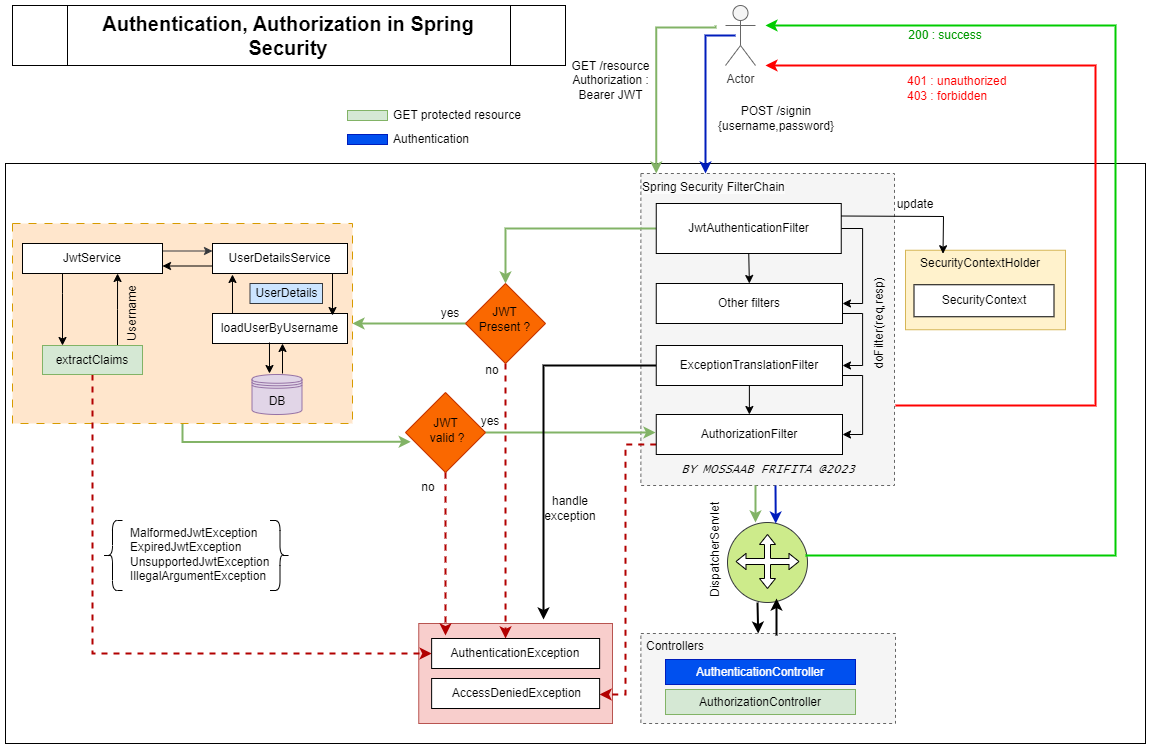 Authentication, Authorization in Spring
Security
200 : success
GET /resource
Authorization :
Bearer JWT
Actor
401 : unauthorized
403 : forbidden
POST /signin
{username,password}
GET protected resource
Authentication
Spring Security FilterChain
update
JwtAuthenticationFilter
JwtService
UserDetailsService
SecurityContextHolder
UserDetails
Username
SecurityContext
Other filters
doFilter(req,resp)
yes
JWT
Present ?
loadUserByUsername
extractClaims
no
ExceptionTranslationFilter
DB
JWT
valid ?
yes
AuthorizationFilter
BY MOSSAAB FRIFITA @2023
no
handle
exception
DispatcherServlet
MalformedJwtException
ExpiredJwtException
UnsupportedJwtException
IllegalArgumentException
Controllers
AuthenticationException
AuthenticationController
AccessDeniedException
AuthorizationController